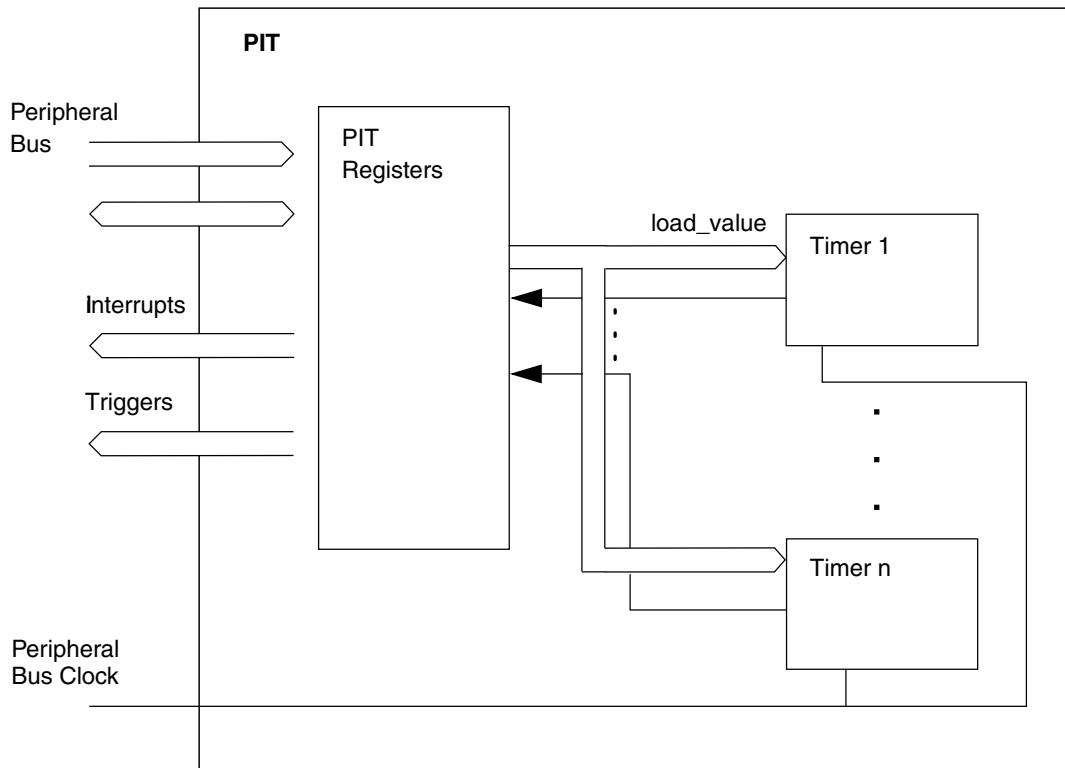 PIT
Peripheral
Bus
PIT
Registers
load_value
Timer 1
Interrupts
Triggers
Timer n
Peripheral
Bus Clock